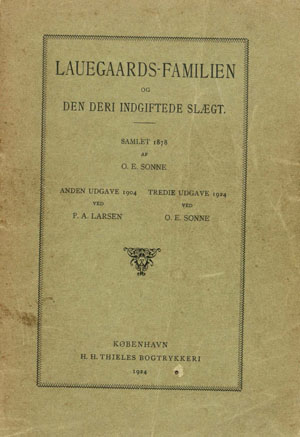 LAUEGAARDS-FAMILIEN
OG
DEN DERI INDGIFTEDE SLÆGT.
SAMLET 1878
AF
O. E. SONNE
ANDEN UDGAVE 1904
VED
P. A. LARSEN
TREDIE UDGAVE 1924
VED
O. E. SONNE
KØBENHAVN
H. H. THIELES BOGTRYKKERI
1924